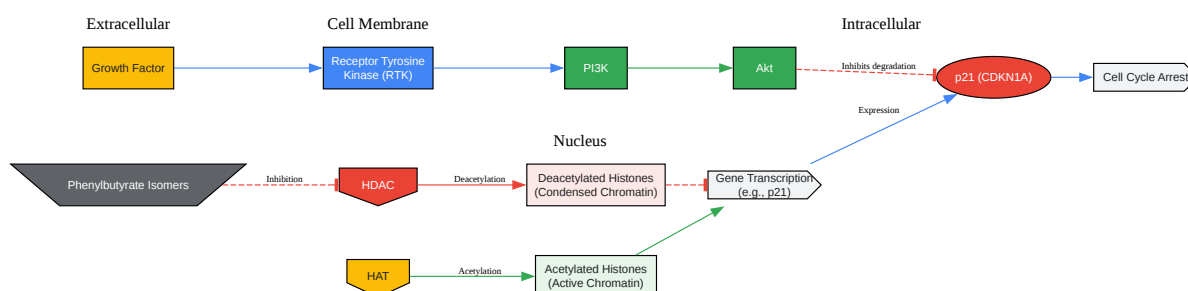 Extracellular
Cell Membrane
Intracellular
Growth Factor
Receptor Tyrosine
Kinase (RTK)
PI3K
Akt
Inhibits degradation
p21 (CDKN1A)
Cell Cycle Arrest
Expression
Nucleus
Phenylbutyrate Isomers
Inhibition
HDAC
Deacetylation
Deacetylated Histones
(Condensed Chromatin)
Gene Transcription
(e.g., p21)
HAT
Acetylation
Acetylated Histones
(Active Chromatin)